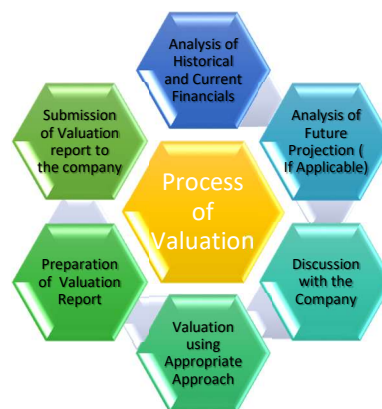 Analysis of
Historical
and Current
Financials
Analysis of
Future
Projection (
If Applicable)
Discussion
with the
Company
Valuation
using
Appropriate
Approach
Preparation
of Valuation
Report
Submission
of Valuation
report to
the company
Process
of
Valuation